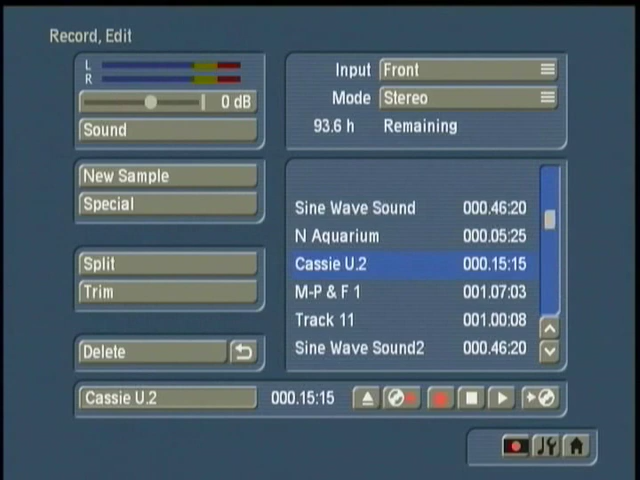 Record, Edit
L
R
0 dB
Sound
Input Front
Mode Stereo
93.6 h Remaining
New Sample
Special
Split
Trim
Delete
Sine Wave Sound 000.46:20
N Aquarium 000.05:25
Cassie U.2 000.15:15
M-P & F 1 001.07:03
Track 11 001.00:08
Sine Wave Sound2 000.46:20
Cassie U.2 000.15:15